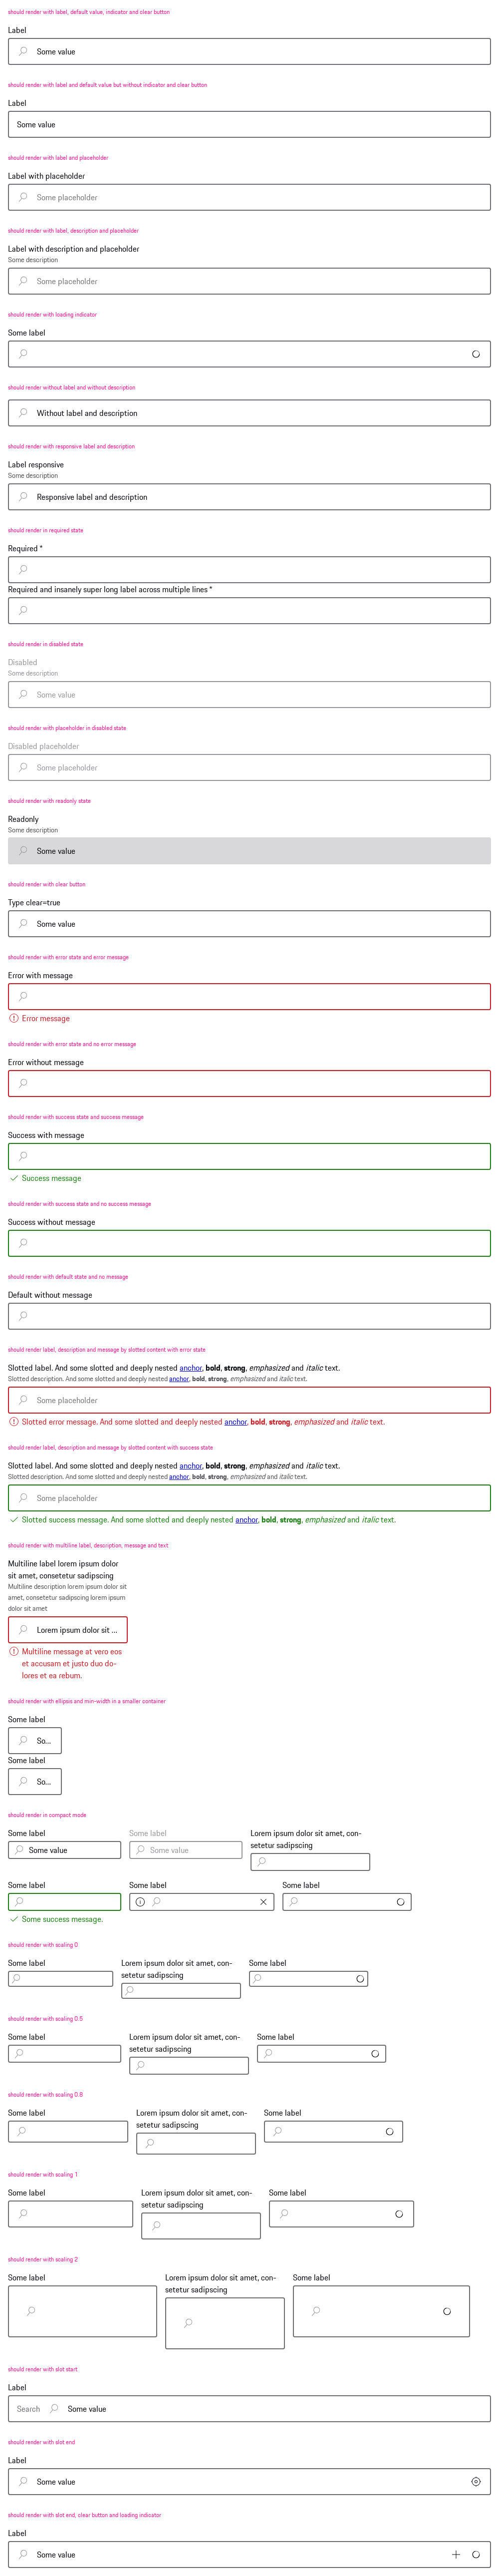 should render with label, default value, indicator and clear button
Label
Some value
should render with label and default value but without indicator and clear button
Label
Some value
should render with label and placeholder
Label with placeholder
Some placeholder
should render with label, description and placeholder
Label with description and placeholder
Some description
Some placeholder
should render with loading indicator
Some label
should render without label and without description
Without label and description
should render with responsive label and description
Label responsive
Some description
Responsive label and description
should render in required state
Required *
Required and insanely super long label across multiple lines *
should render in disabled state
Disabled
Some description
Some value
should render with placeholder in disabled state
Disabled placeholder
Some placeholder
should render with readonly state
Readonly
Some description
Some value
should render with clear button
Type clear=true
Some value
should render with error state and error message
Error with message
Error message
should render with error state and no error message
Error without message
should render with success state and success message
Success with message
Success message
should render with success state and no success message
Success without message
should render with default state and no message
Default without message
should render label, description and message by slotted content with error state
Slotted label. And some slotted and deeply nested anchor, bold, strong, emphasized and italic text.
Slotted description. And some slotted and deeply nested anchor, bold, strong, emphasized and italic text.
Some placeholder
Slotted error message. And some slotted and deeply nested anchor, bold, strong, emphasized and italic text.
should render label, description and message by slotted content with success state
Slotted label. And some slotted and deeply nested anchor, bold, strong, emphasized and italic text.
Slotted description. And some slotted and deeply nested anchor, bold, strong, emphasized and italic text.
Some placeholder
Slotted success message. And some slotted and deeply nested anchor, bold, strong, emphasized and italic text.
should render with multiline label, description, message and text
Multiline label lorem ipsum dolor
sit amet, consetetur sadipscing
Multiline description lorem ipsum dolor sit
amet, consetetur sadipscing lorem ipsum
dolor sit amet
Lorem ipsum dolor sit ...
Multiline message at vero eos
et accusam et justo duo do-
lores et ea rebum.
should render with ellipsis and min-width in a smaller container
Some label
So...
Some label
So...
should render in compact mode
Some label
Some value
Some label
Some value
Lorem ipsum dolor sit amet, con-
setetur sadipscing
Some label
Some success message.
Some label
Some label
should render with scaling 0
Some label
Lorem ipsum dolor sit amet, con-
setetur sadipscing
Some label
should render with scaling 0.5
Some label
Lorem ipsum dolor sit amet, con-
setetur sadipscing
Some label
should render with scaling 0.8
Some label
Lorem ipsum dolor sit amet, con-
setetur sadipscing
Some label
should render with scaling 1
Some label
Lorem ipsum dolor sit amet, con-
setetur sadipscing
Some label
should render with scaling 2
Some label
Lorem ipsum dolor sit amet, con-
setetur sadipscing
Some label
should render with slot start
Label
Search Some value
should render with slot end
Label
Some value
should render with slot end, clear button and loading indicator
Label
Some value